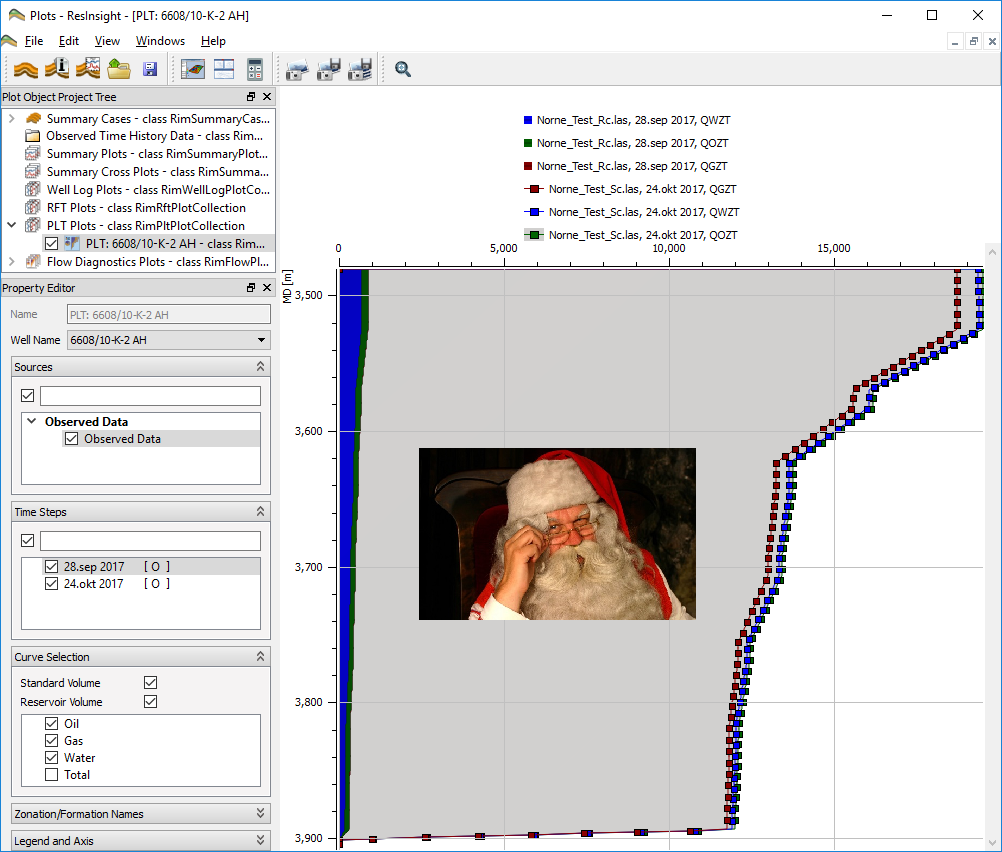 Plots - ResInsight - [PLT: 6608/10-K-2 AH]
File Edit View Windows Help
Plot Object Project Tree
Summary Cases - class RimSummaryCas...
Observed Time History Data - class Rim...
Summary Plots - class RimSummaryPlot...
Summary Cross Plots - class RimSumma...
Well Log Plots - class RimWellLogPlotCo...
RFT Plots - class RimRftPlotCollection
PLT Plots - class RimPltPlotCollection
PLT: 6608/10-K-2 AH - class Rim...
Flow Diagnostics Plots - class RimFlowPl...
Property Editor
Name PLT: 6608/10-K-2 AH
Well Name 6608/10-K-2 AH
Sources
Observed Data
Observed Data
Time Steps
28.sep 2017 [ O ]
24.okt 2017 [ O ]
Curve Selection
Standard Volume
Reservoir Volume
Oil
Gas
Water
Total
Zonation/Formation Names
Legend and Axis
Norne_Test_Rc.las, 28.sep 2017, QWZT
Norne_Test_Rc.las, 28.sep 2017, QOZT
Norne_Test_Rc.las, 28.sep 2017, QGZT
Norne_Test_Sc.las, 24.okt 2017, QGZT
Norne_Test_Sc.las, 24.okt 2017, QWZT
Norne_Test_Sc.las, 24.okt 2017, QOZT
0 5,000 10,000 15,000
MD [m]
3,500
3,600
3,700
3,800
3,900